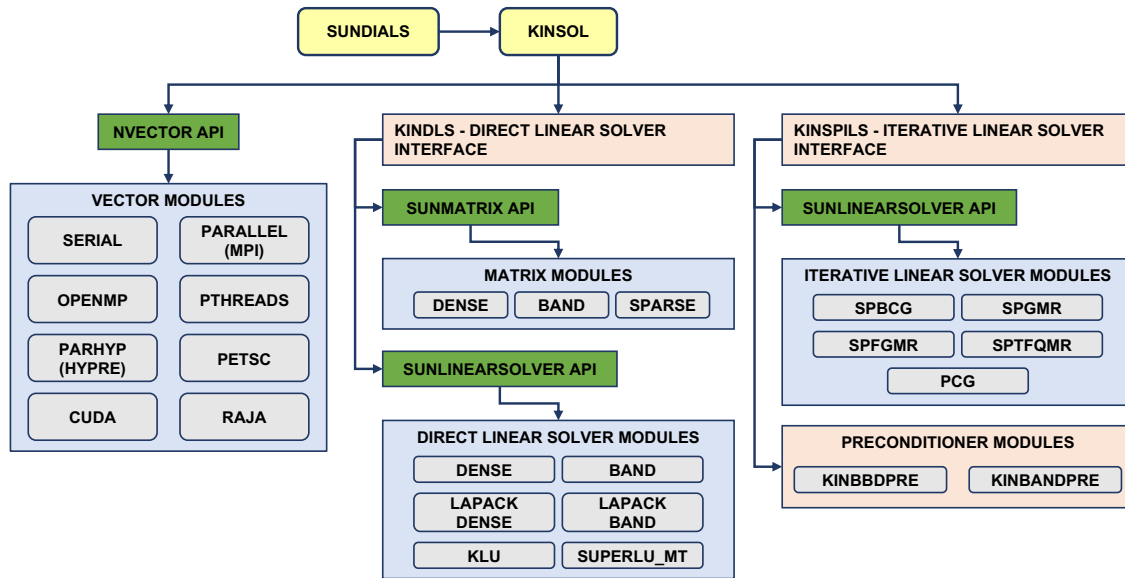 SUNDIALS
KINSOL
NVECTOR API
VECTOR MODULES
SERIAL
PARALLEL
(MPI)
OPENMP
PTHREADS
PARHYP
(HYPRE)
PETSC
CUDA
RAJA
KINDLS - DIRECT LINEAR SOLVER
INTERFACE
SUNMATRIX API
MATRIX MODULES
DENSE
BAND
SPARSE
SUNLINEARSOLVER API
DIRECT LINEAR SOLVER MODULES
DENSE
BAND
LAPACK
DENSE
LAPACK
BAND
KLU
SUPERLU_MT
KINSPILS - ITERATIVE LINEAR SOLVER
INTERFACE
SUNLINEARSOLVER API
ITERATIVE LINEAR SOLVER MODULES
SPBCG
SPGMR
SPFGMR
SPTFQMR
PCG
PRECONDITIONER MODULES
KINBBDPRE
KINBANDPRE